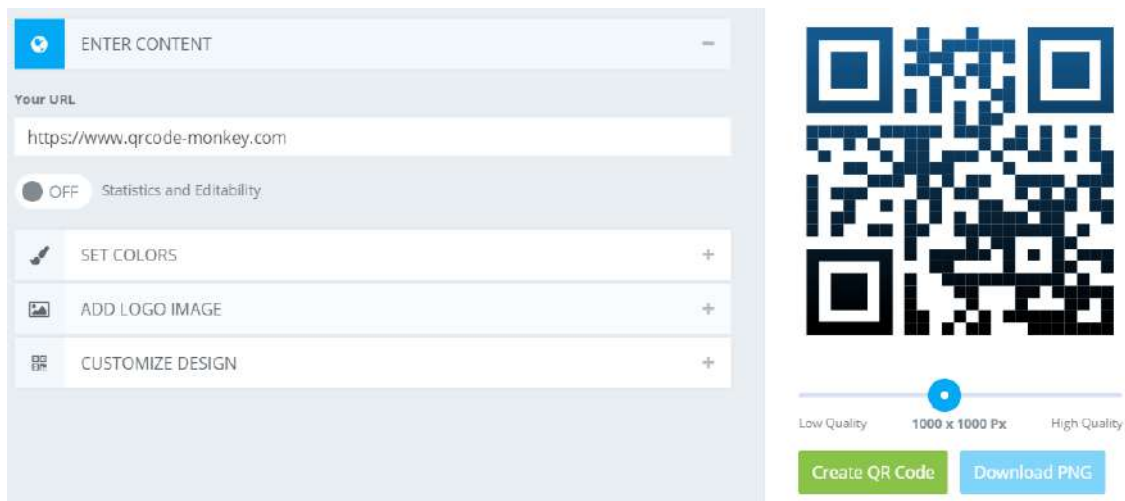 ENTER CONTENT
Your URL
https://www.qrcode-monkey.com
OFF Statistics and Editability
SET COLORS
ADD LOGO IMAGE
CUSTOMIZE DESIGN
Low Quality 1000 x 1000 Px High Quality
Create QR Code Download PNG